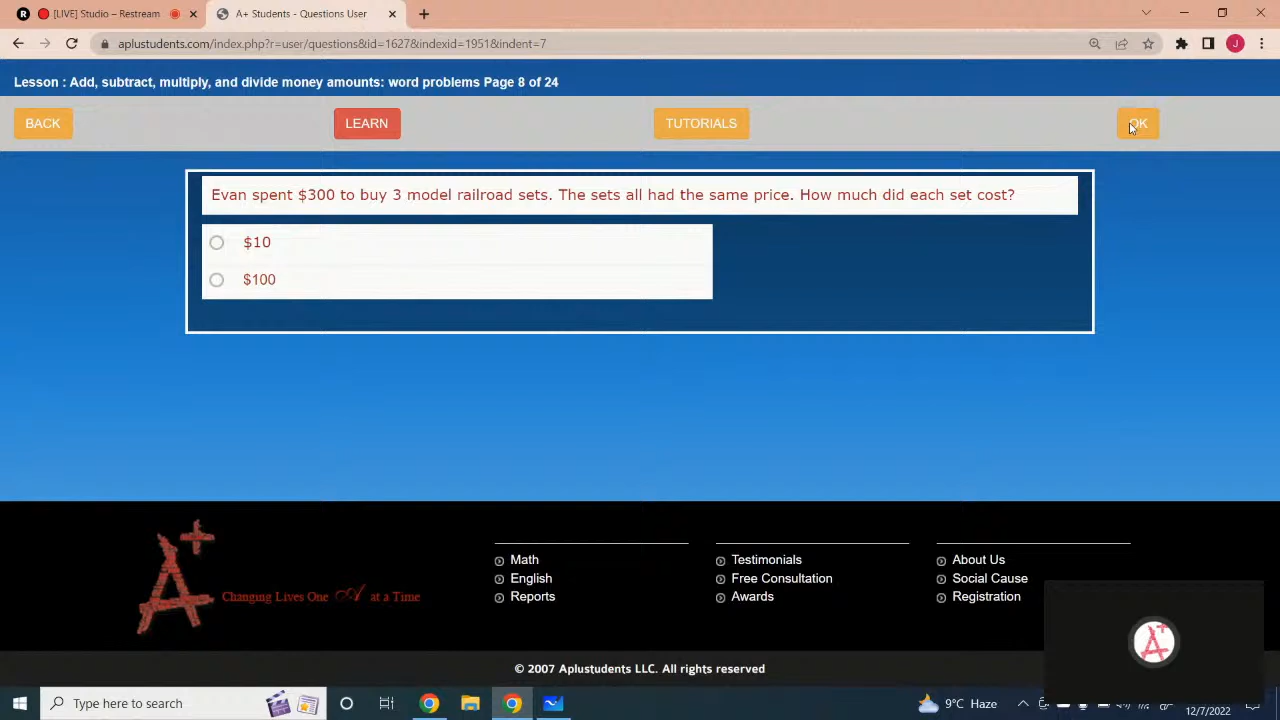 [LIVE] Studio – Restream
A+ Students - Questions User
aplustudents.com/index.php?r=user/questions&id=1627&indexid=1951&indent=7
J
Lesson : Add, subtract, multiply, and divide money amounts: word problems Page 8 of 24
BACK
LEARN
TUTORIALS
OK
Evan spent $300 to buy 3 model railroad sets. The sets all had the same price. How much did each set cost?
$10
$100
Math
English
Reports
Testimonials
Free Consultation
Awards
About Us
Social Cause
Registration
A+
Changing Lives One A at a Time
© 2007 Aplustudents LLC. All rights reserved
Type here to search
9°C Haze
12/7/2022